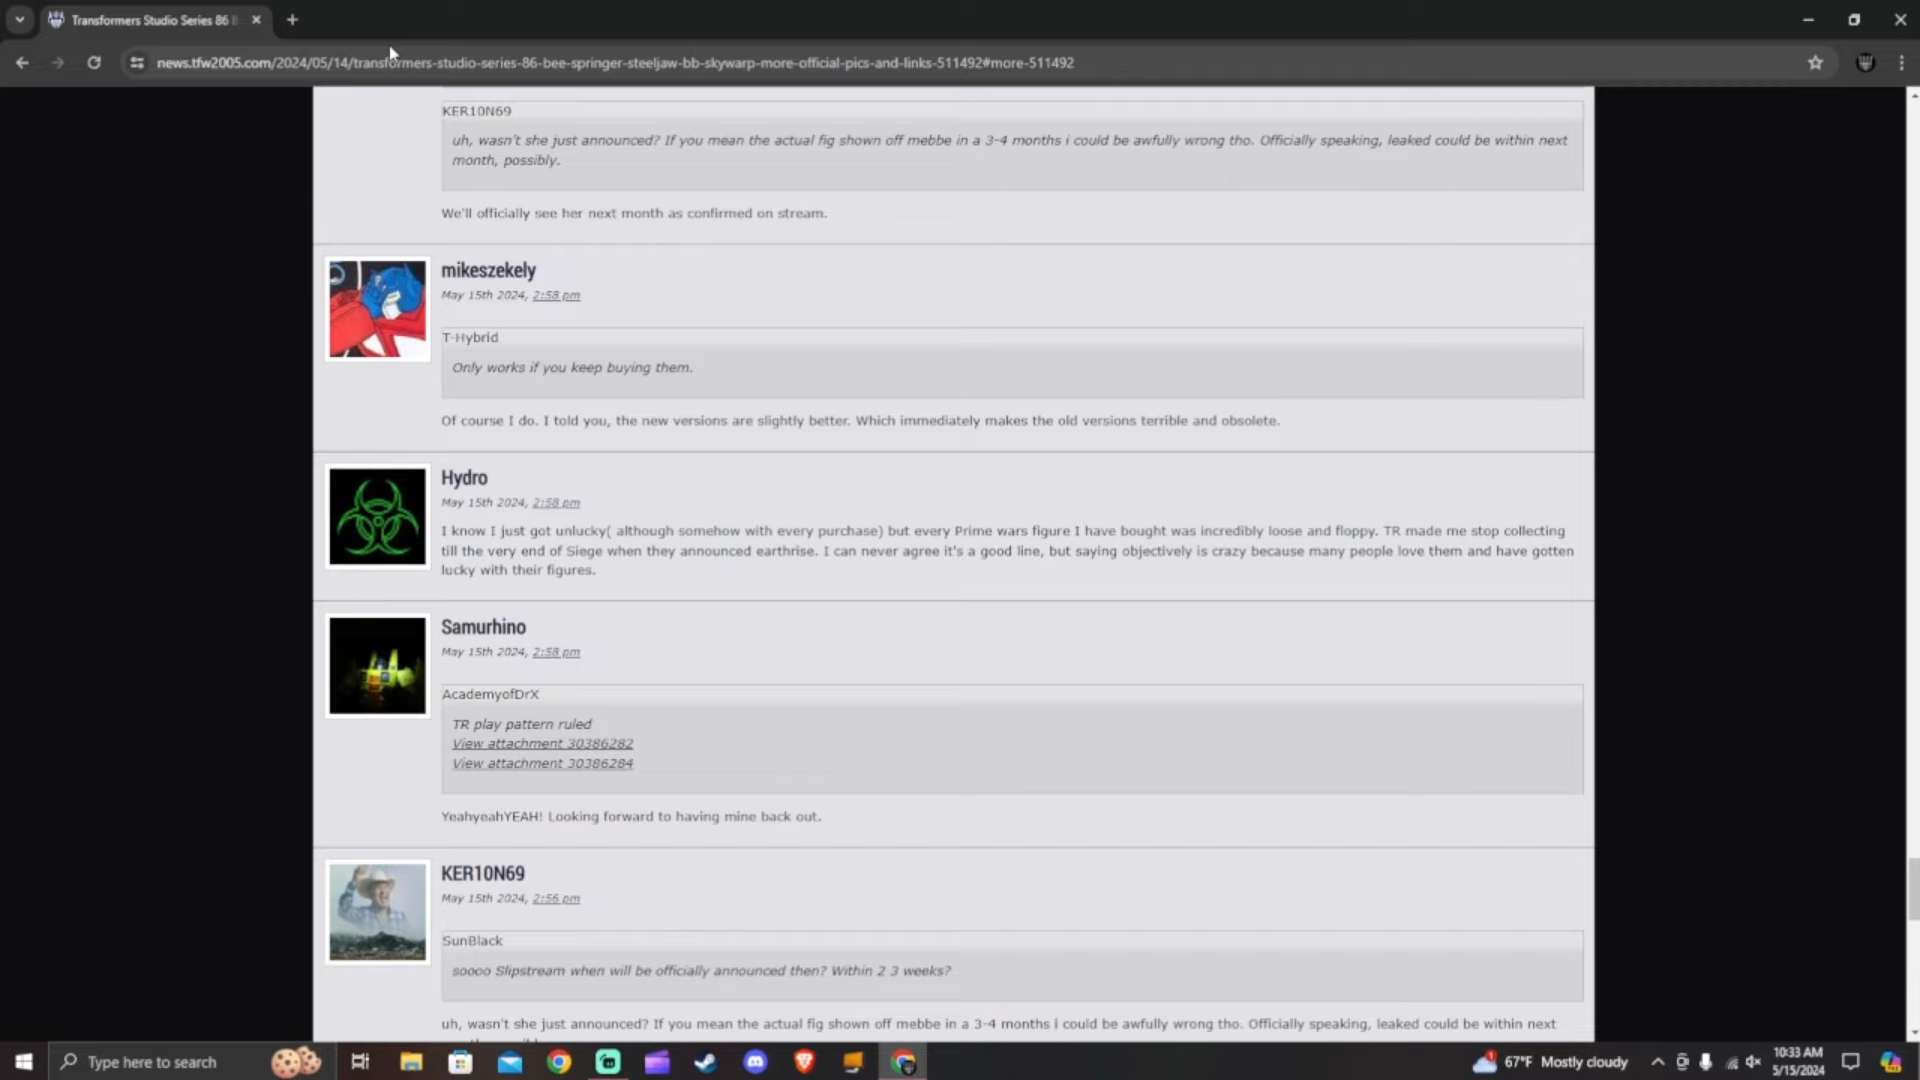 Transformers Studio Series 86
news.tfw2005.com/2024/05/14/transformers-studio-series-86-bee-springer-steeljaw-bb-skywarp-more-official-pics-and-links-511492#more-511492
KER10N69
uh, wasn't she just announced? If you mean the actual fig shown off mebbe in a 3-4 months i could be awfully wrong tho. Officially speaking, leaked could be within next
month, possibly.
We'll officially see her next month as confirmed on stream.
mikeszekely
May 15th 2024, 2:58 pm
T-Hybrid
Only works if you keep buying them.
Of course I do. I told you, the new versions are slightly better. Which immediately makes the old versions terrible and obsolete.
Hydro
May 15th 2024, 2:58 pm
I know I just got unlucky( although somehow with every purchase) but every Prime wars figure I have bought was incredibly loose and floppy. TR made me stop collecting
till the very end of Siege when they announced earthrise. I can never agree it's a good line, but saying objectively is crazy because many people love them and have gotten
lucky with their figures.
Samurhino
May 15th 2024, 2:58 pm
AcademyofDrX
TR play pattern ruled
View attachment 30386282
View attachment 30386284
YeahyeahYEAH! Looking forward to having mine back out.
KER10N69
May 15th 2024, 2:56 pm
SunBlack
soooo Slipstream when will be officially announced then? Within 2 3 weeks?
uh, wasn't she just announced? If you mean the actual fig shown off mebbe in a 3-4 months i could be awfully wrong tho. Officially speaking, leaked could be within next
Type here to search
67°F Mostly cloudy
10:33 AM
5/15/2024